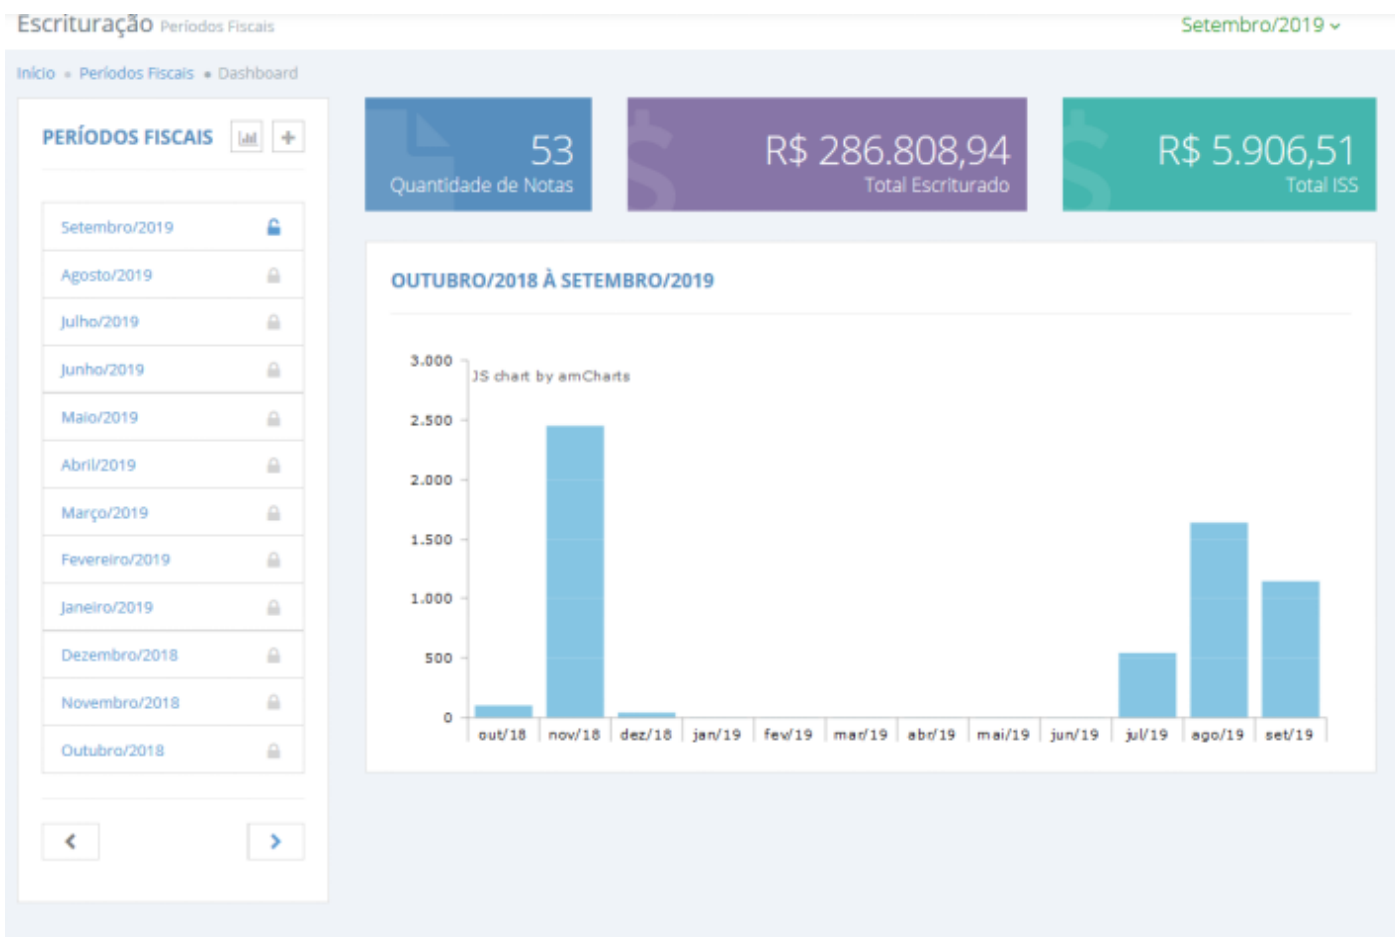 Escrituração Períodos Fiscais
Setembro/2019
Início • Períodos Fiscais • Dashboard
PERÍODOS FISCAIS
Setembro/2019
Agosto/2019
Julho/2019
Junho/2019
Maio/2019
Abril/2019
Março/2019
Fevereiro/2019
Janeiro/2019
Dezembro/2018
Novembro/2018
Outubro/2018
53
Quantidade de Notas
R$ 286.808,94
Total Escriturado
R$ 5.906,51
Total ISS
OUTUBRO/2018 À SETEMBRO/2019
JS chart by amCharts
3.000
2.500
2.000
1.500
1.000
500
0
out/18 nov/18 dez/18 jan/19 fev/19 mar/19 abr/19 mai/19 jun/19 jul/19 ago/19 set/19